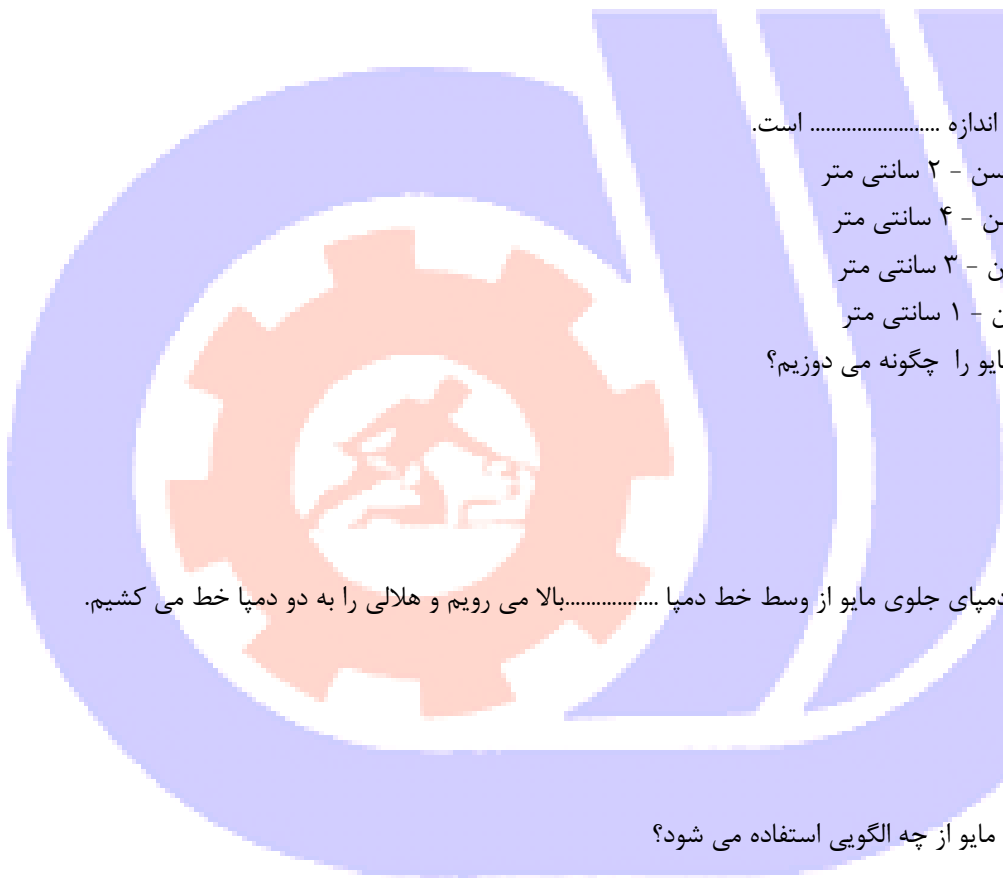 اندازه ......................... است.
سن - ۲ سانتی متر
ن - ۴ سانتی متر
ن - ۳ سانتی متر
ن - ۱ سانتی متر
ایو را چگونه می دوزیم؟
دمپای جلوی مایو از وسط خط دمپا ..................بالا می رویم و هلالی را به دو دمپا خط می کشیم.
مایو از چه الگویی استفاده می شود؟